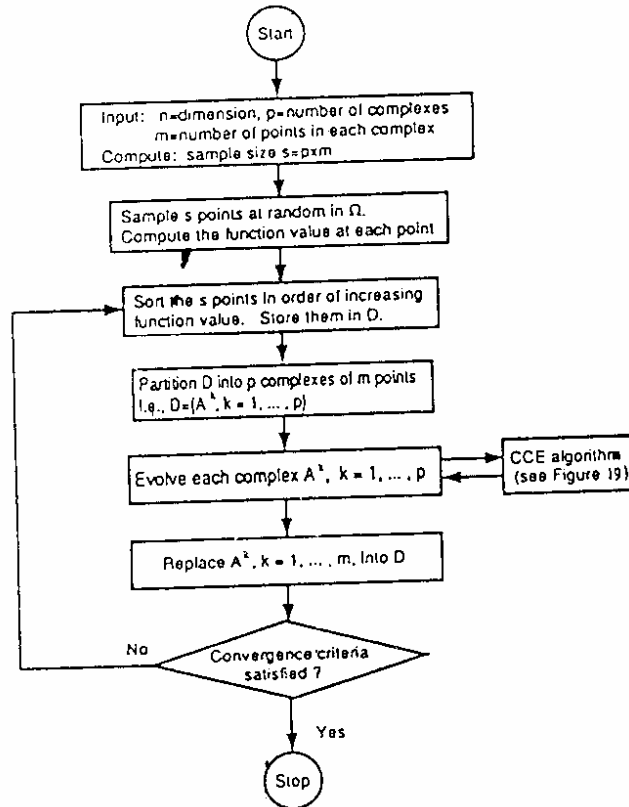 Start
Input: n=dimension, p=number of complexes
m=number of points in each complex
Compute: sample size s=p×m
Sample s points at random in Ω.
Compute the function value at each point
Sort the s points in order of increasing
function value. Store them in D.
Partition D into p complexes of m points
i.e., D={Aᵏ, k = 1, ... , p}
Evolve each complex Aᵏ, k = 1, ... , p
CCE algorithm
(see Figure 19)
Replace Aᵏ, k = 1, ... , m, Into D
No
Convergence criteria
satisfied ?
Yes
Stop